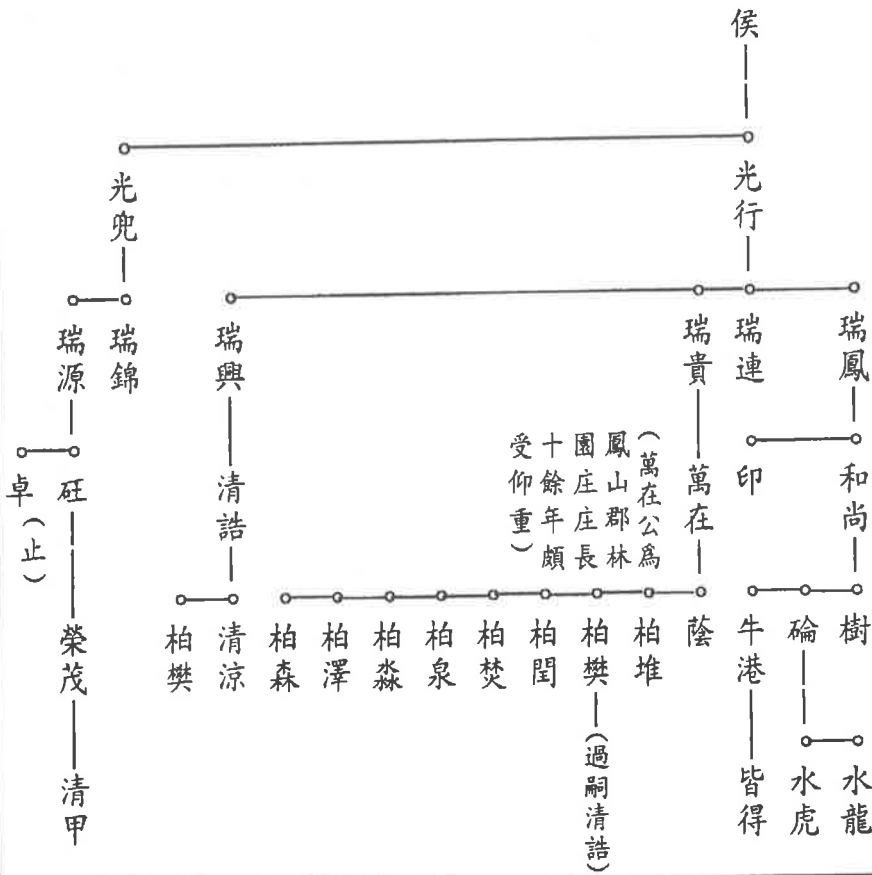 侯
光行
光兜
瑞鳳
瑞連
瑞貴
瑞興
瑞錦
瑞源
和尚
印
萬在
(萬在公爲
鳳山郡林
園庄庄長
十餘年頗
受仰重)
清誥
砡
卓(止)
樹
碖
牛港
蔭
柏堆
柏樊(過嗣清誥)
柏閏
柏焚
柏泉
柏淼
柏澤
柏森
清涼
柏樊
榮茂
水龍
水虎
皆得
清甲